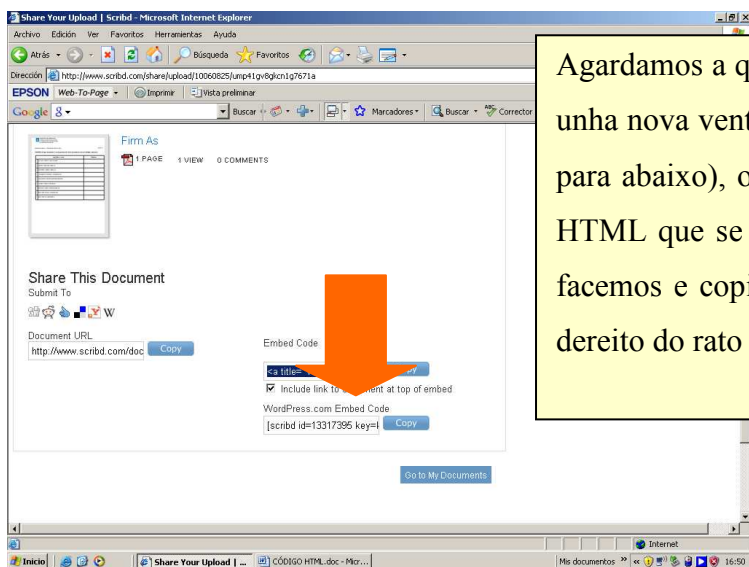 Share Your Upload | Scribd - Microsoft Internet Explorer
Archivo Edición Ver Favoritos Herramientas Ayuda
Atrás Búsqueda Favoritos
Dirección http://www.scribd.com/share/upload/10060825/ump41gv8gkcn1g7671a
EPSON Web-To-Page Imprimir Vista preliminar
Google Buscar Marcadores Buscar Corrector
Firm As
1 PAGE 1 VIEW 0 COMMENTS
Share This Document
Submit To
Document URL
http://www.scribd.com/doc Copy
Embed Code
<a title=
Include link to at top of embed
WordPress.com Embed Code
[scribd id=13317395 key= Copy
Go to My Documents
Agardamos a q
unha nova vent
para abaixo), o
HTML que se
facemos e copi
dereito do rato
Internet
Inicio Share Your Upload | ... CÓDIGO HTML.doc - Micr... Mis documentos 16:50